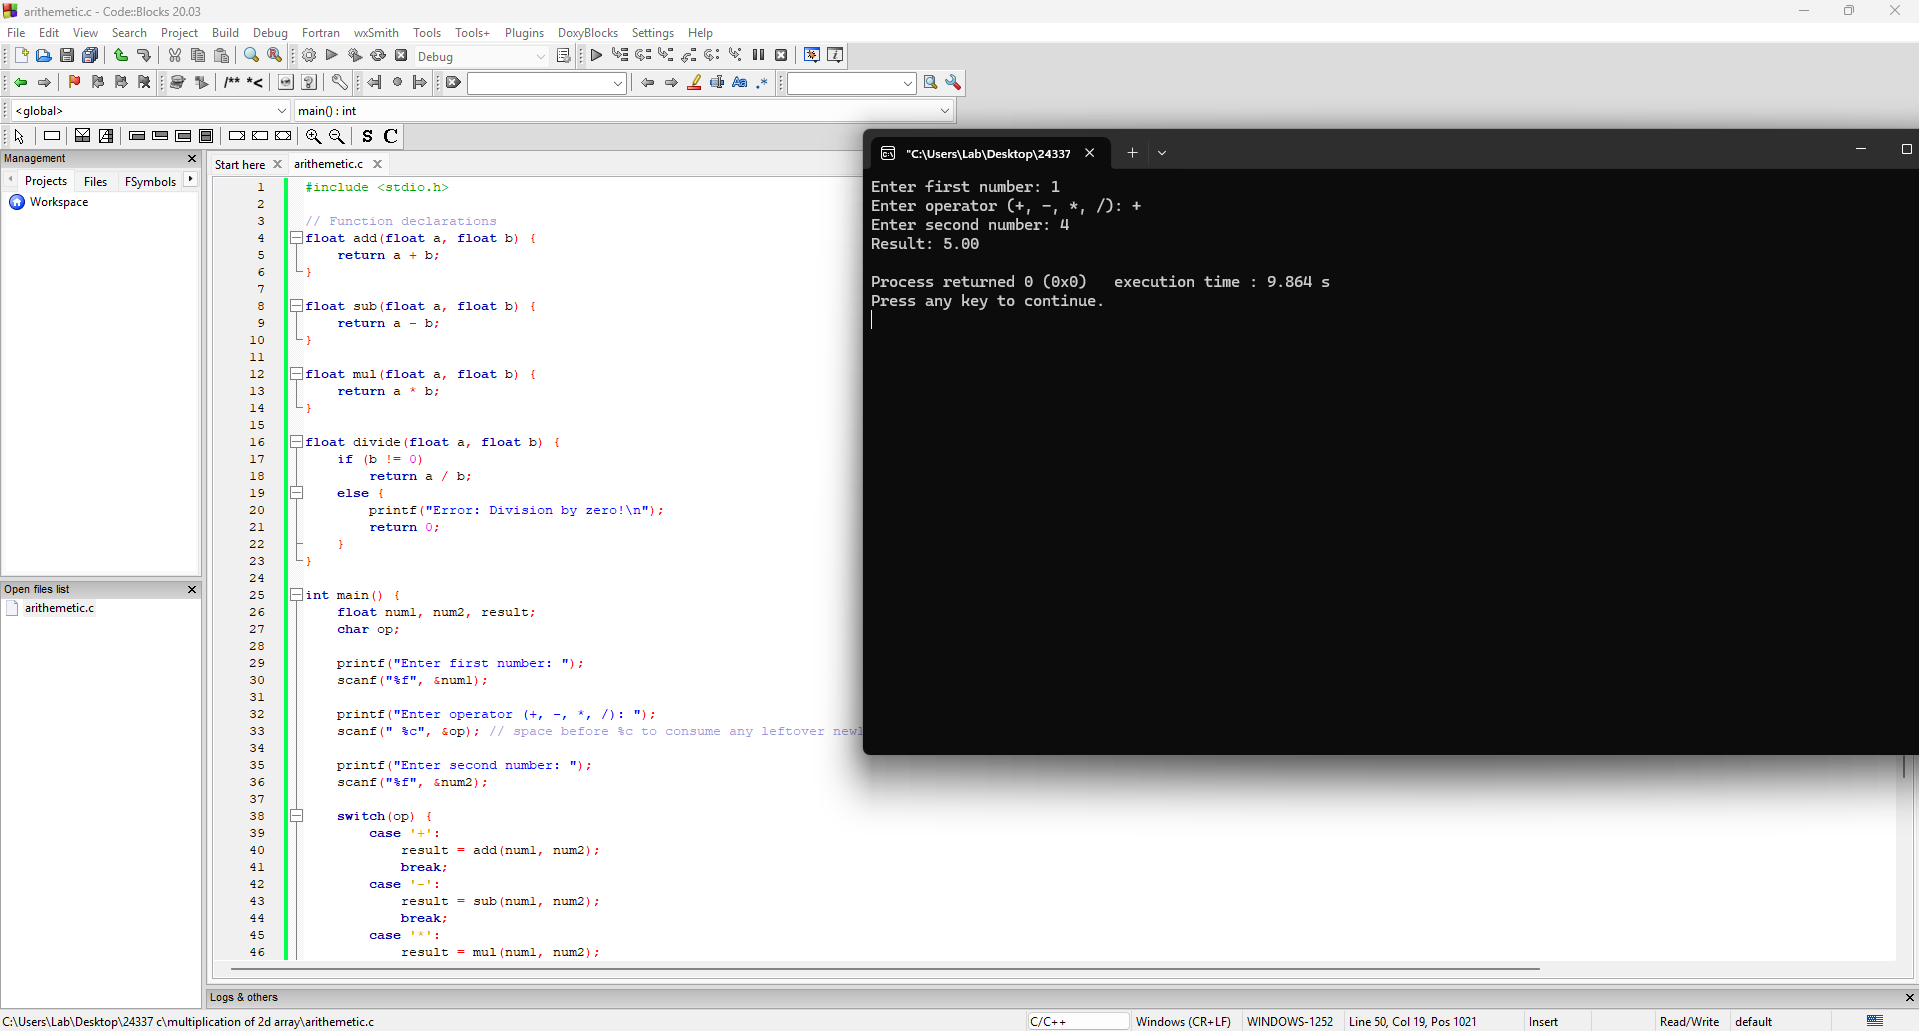 arithemetic.c - Code::Blocks 20.03
File Edit View Search Project Build Debug Fortran wxSmith Tools Tools+ Plugins DoxyBlocks Settings Help
Debug
/** *<
Aa .*
<global> main() : int
S C
Management
Projects Files FSymbols
Workspace
Open files list
arithemetic.c
Start here arithemetic.c
1 #include <stdio.h>
2
3 // Function declarations
4 float add(float a, float b) {
5 return a + b;
6 }
7
8 float sub(float a, float b) {
9 return a - b;
10 }
11
12 float mul(float a, float b) {
13 return a * b;
14 }
15
16 float divide(float a, float b) {
17 if (b != 0)
18 return a / b;
19 else {
20 printf("Error: Division by zero!\n");
21 return 0;
22 }
23 }
24
25 int main() {
26 float num1, num2, result;
27 char op;
28
29 printf("Enter first number: ");
30 scanf("%f", &num1);
31
32 printf("Enter operator (+, -, *, /): ");
33 scanf(" %c", &op); // space before %c to consume any leftover newl
34
35 printf("Enter second number: ");
36 scanf("%f", &num2);
37
38 switch(op) {
39 case '+':
40 result = add(num1, num2);
41 break;
42 case '-':
43 result = sub(num1, num2);
44 break;
45 case '*':
46 result = mul(num1, num2);
"C:\Users\Lab\Desktop\24337
Enter first number: 1
Enter operator (+, -, *, /): +
Enter second number: 4
Result: 5.00
Process returned 0 (0x0) execution time : 9.864 s
Press any key to continue.
Logs & others
C:\Users\Lab\Desktop\24337 c\multiplication of 2d array\arithemetic.c C/C++ Windows (CR+LF) WINDOWS-1252 Line 50, Col 19, Pos 1021 Insert Read/Write default